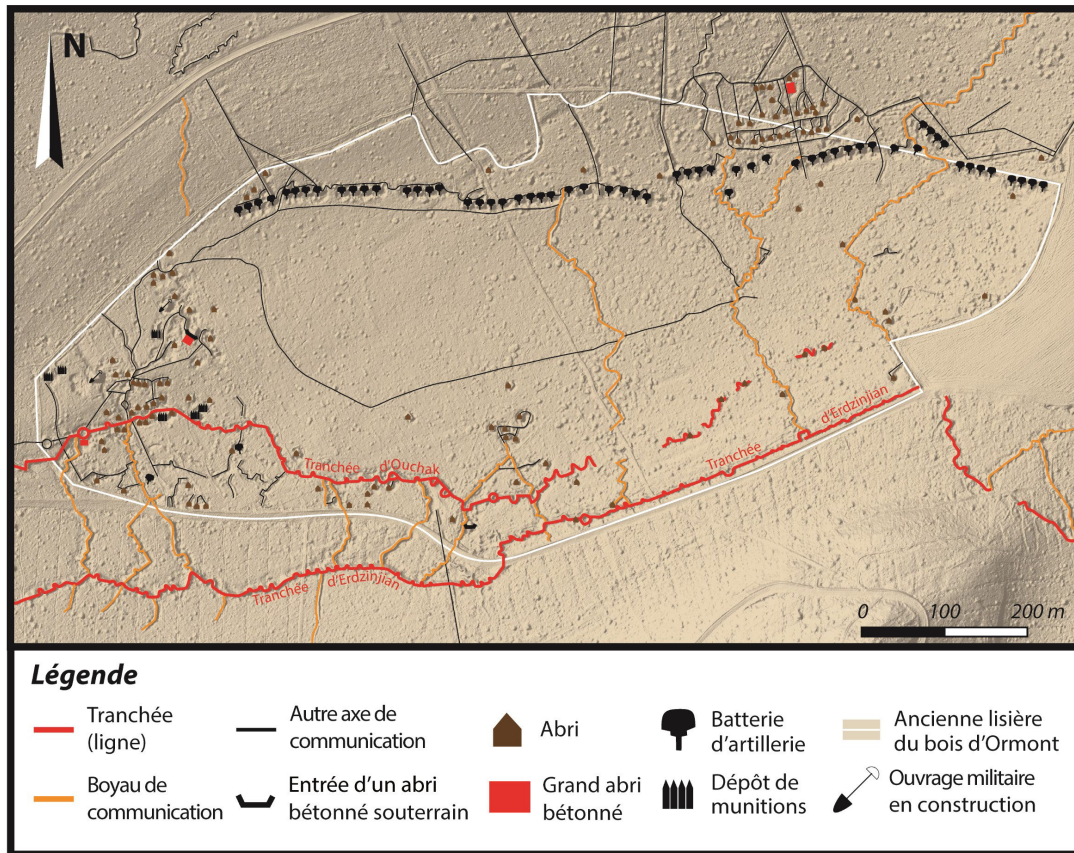 N
Tranchée d'Ouchak
Tranchée d'Erdzinjian
Tranchée d'Erdzinjian
0 100 200 m
Légende
Tranchée
(ligne)
Autre axe de
communication
Abri
Batterie
d'artillerie
Ancienne lisière
du bois d'Ormont
Boyau de
communication
Entrée d'un abri
bétonné souterrain
Grand abri
bétonné
Dépôt de
munitions
Ouvrage militaire
en construction